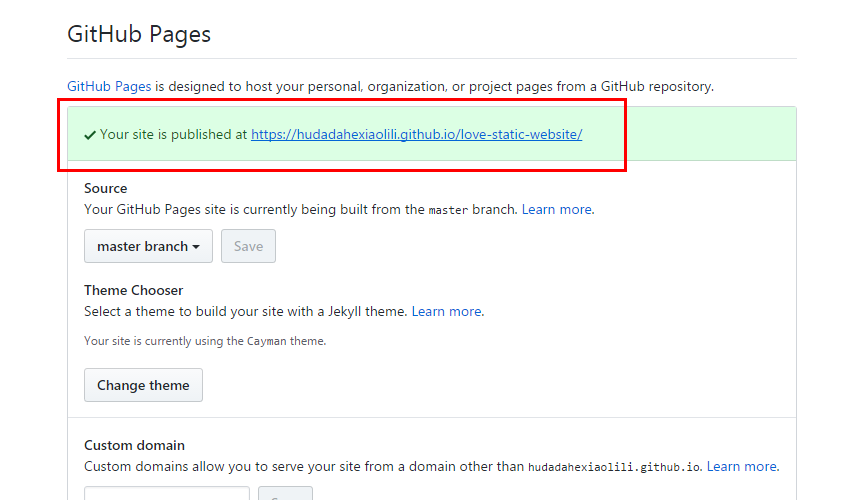 GitHub Pages
GitHub Pages is designed to host your personal, organization, or project pages from a GitHub repository.
Your site is published at https://hudadahexiaolili.github.io/love-static-website/
Source
Your GitHub Pages site is currently being built from the master branch. Learn more.
master branch
Save
Theme Chooser
Select a theme to build your site with a Jekyll theme. Learn more.
Your site is currently using the Cayman theme.
Change theme
Custom domain
Custom domains allow you to serve your site from a domain other than hudadahexiaolili.github.io. Learn more.